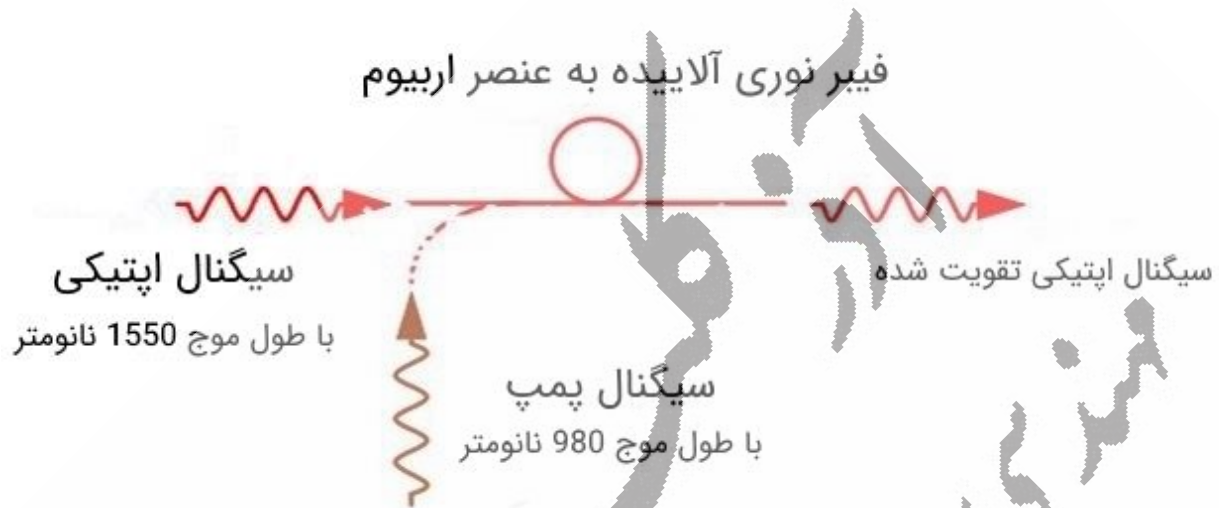 فیبر نوری آلاییده به عنصر اربیوم
سیگنال اپتیکی
با طول موج 1550 نانومتر
سیگنال اپتیکی تقویت شده
سیگنال پمپ
با طول موج 980 نانومتر